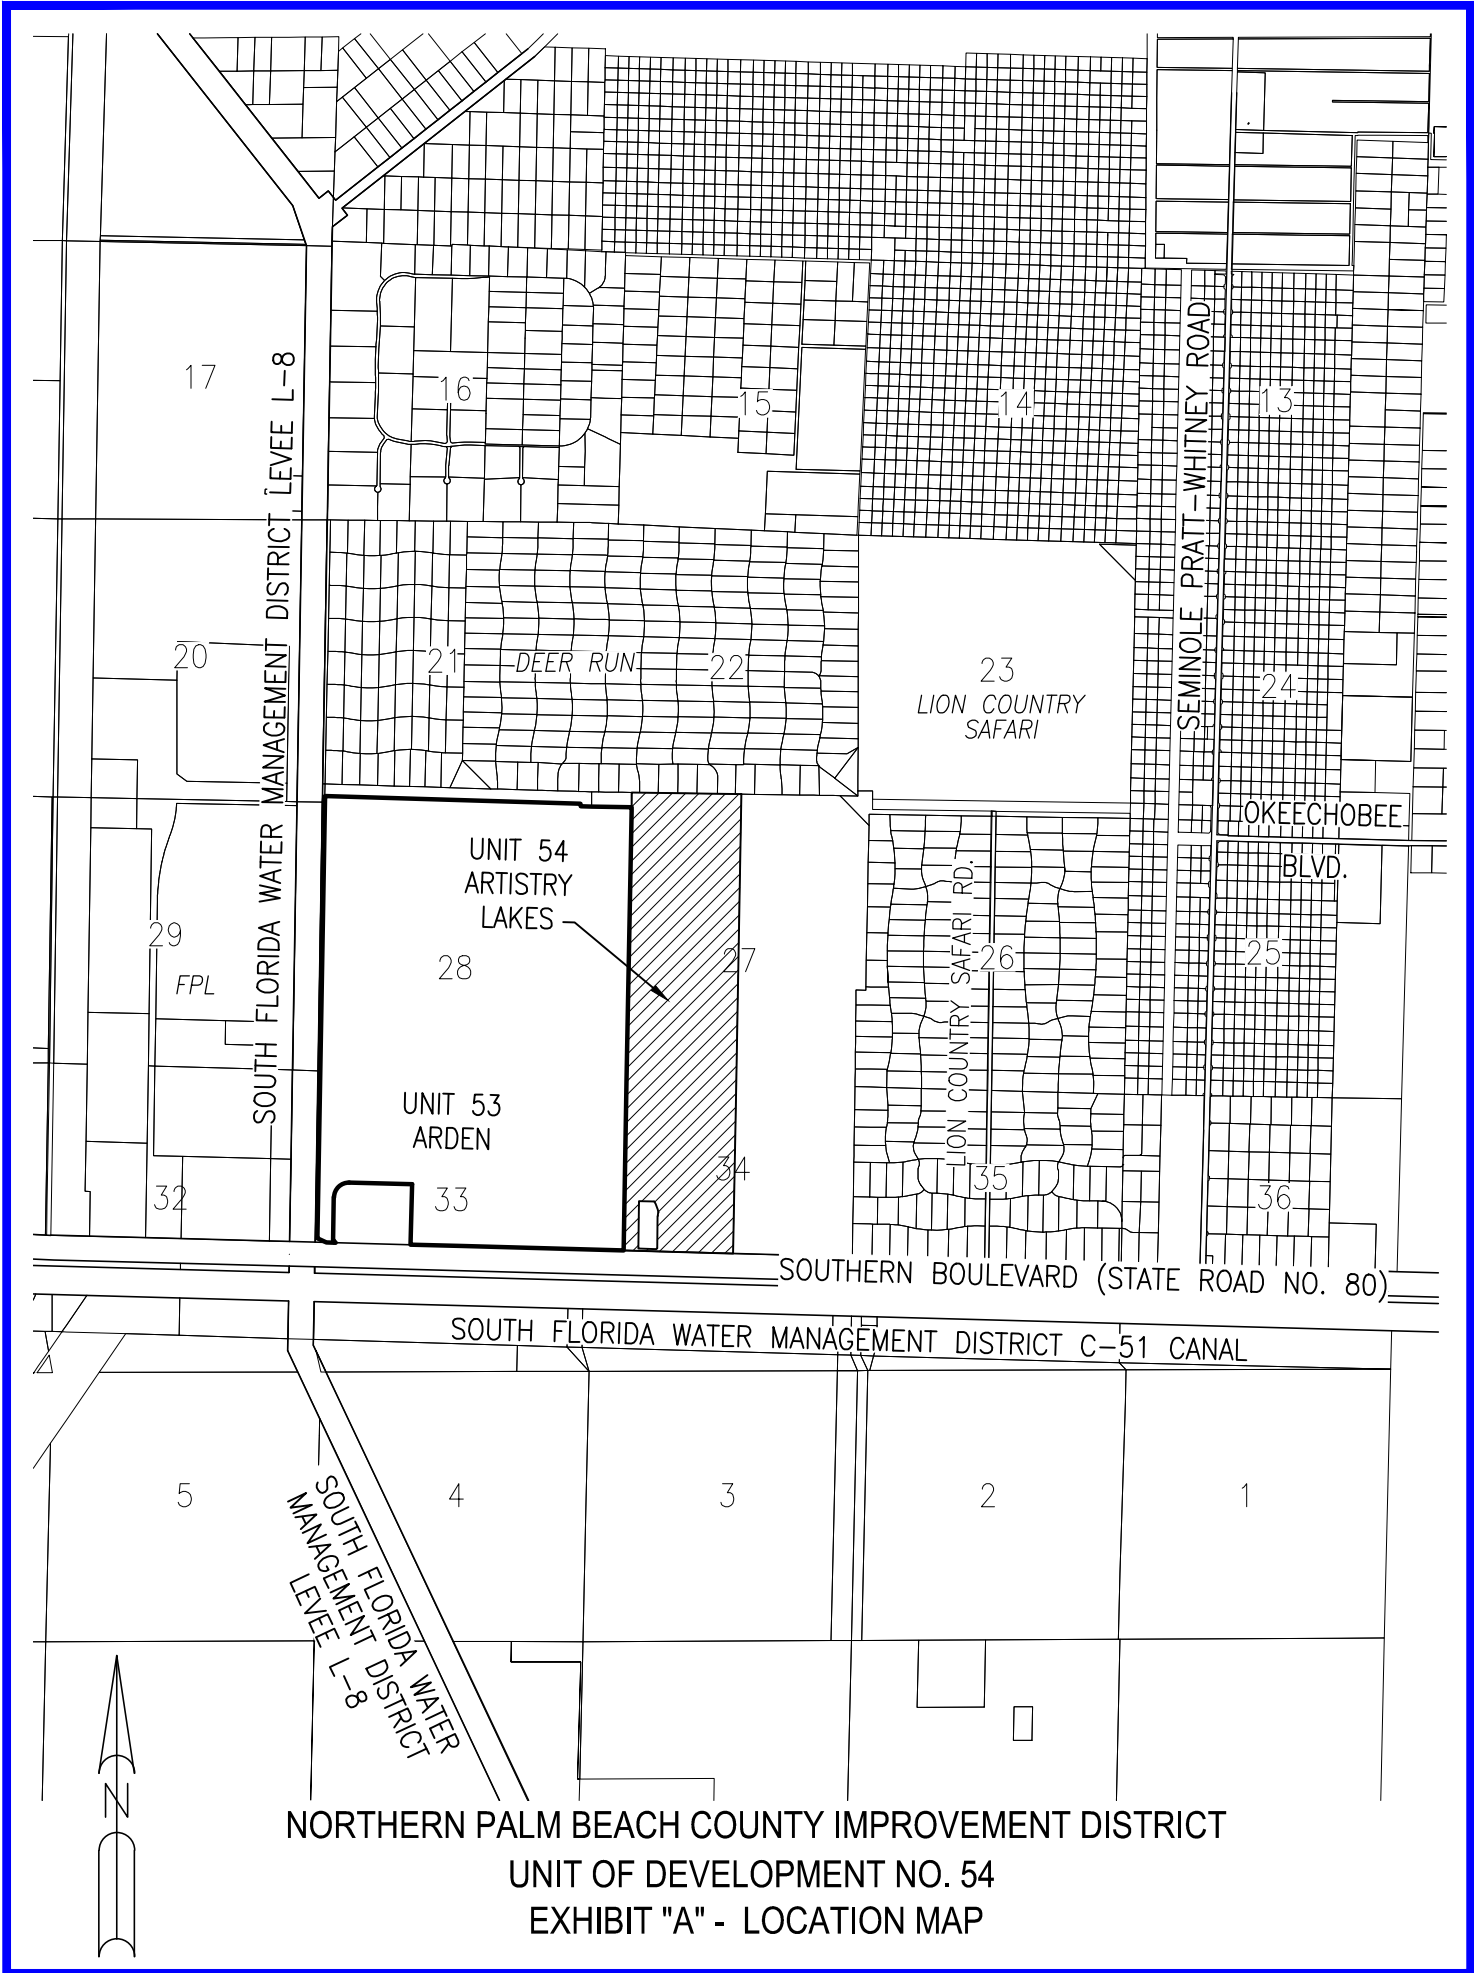 17
16
15
14
13
SOUTH FLORIDA WATER MANAGEMENT DISTRICT LEVEE L-8
SEMINOLE PRATT-WHITNEY ROAD
20
21
DEER RUN
22
23
LION COUNTRY
SAFARI
24
OKEECHOBEE
BLVD.
UNIT 54
ARTISTRY
LAKES
29
FPL
28
27
LION COUNTRY SAFARI RD.
26
25
UNIT 53
ARDEN
32
33
34
35
36
SOUTHERN BOULEVARD (STATE ROAD NO. 80)
SOUTH FLORIDA WATER MANAGEMENT DISTRICT C-51 CANAL
5
4
3
2
1
SOUTH FLORIDA WATER
MANAGEMENT DISTRICT
LEVEE L-8
N
NORTHERN PALM BEACH COUNTY IMPROVEMENT DISTRICT
UNIT OF DEVELOPMENT NO. 54
EXHIBIT "A" - LOCATION MAP